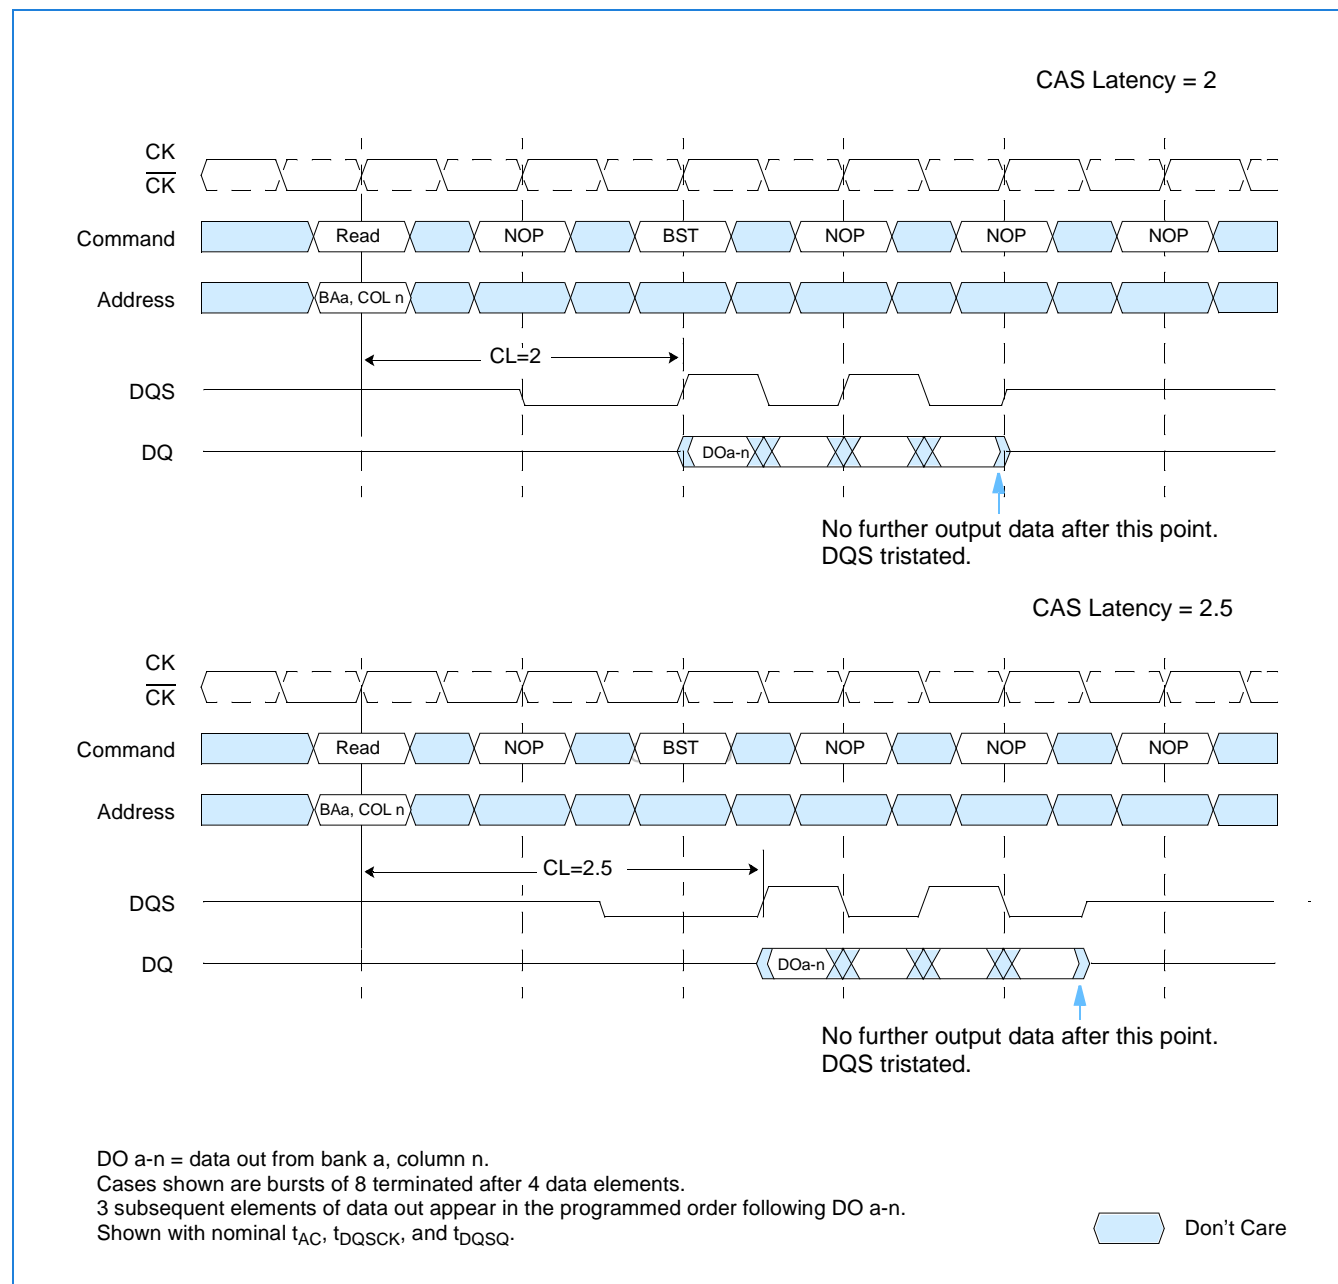 CAS Latency = 2
CK
CK
Command
Read
NOP
BST
NOP
NOP
NOP
Address
BAa, COL n
CL=2
DQS
DQ
DOa-n
No further output data after this point.
DQS tristated.
CAS Latency = 2.5
CK
CK
Command
Read
NOP
BST
NOP
NOP
NOP
Address
BAa, COL n
CL=2.5
DQS
DQ
DOa-n
No further output data after this point.
DQS tristated.
DO a-n = data out from bank a, column n.
Cases shown are bursts of 8 terminated after 4 data elements.
3 subsequent elements of data out appear in the programmed order following DO a-n.
Shown with nominal tAC, tDQSCK, and tDQSQ.
Don't Care